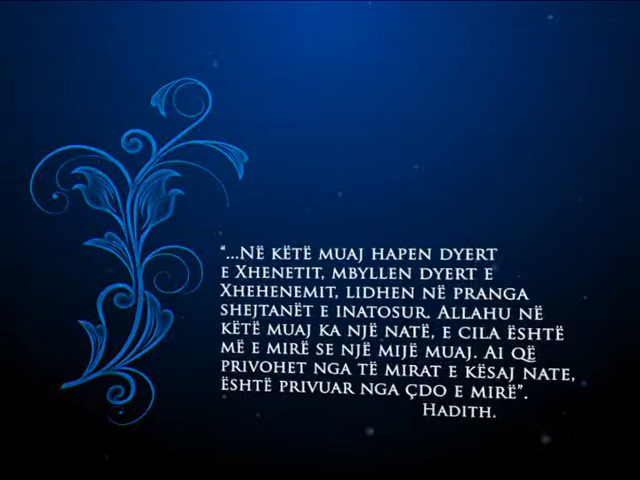 “...Në këtë muaj hapen dyert
e Xhenetit, mbyllen dyert e
Xhehenemit, lidhen në pranga
shejtanët e inatosur. Allahu në
këtë muaj ka një natë, e cila është
më e mirë se një mijë muaj. Ai që
privohet nga të mirat e kësaj nate,
është privuar nga çdo e mirë”.
Hadith.